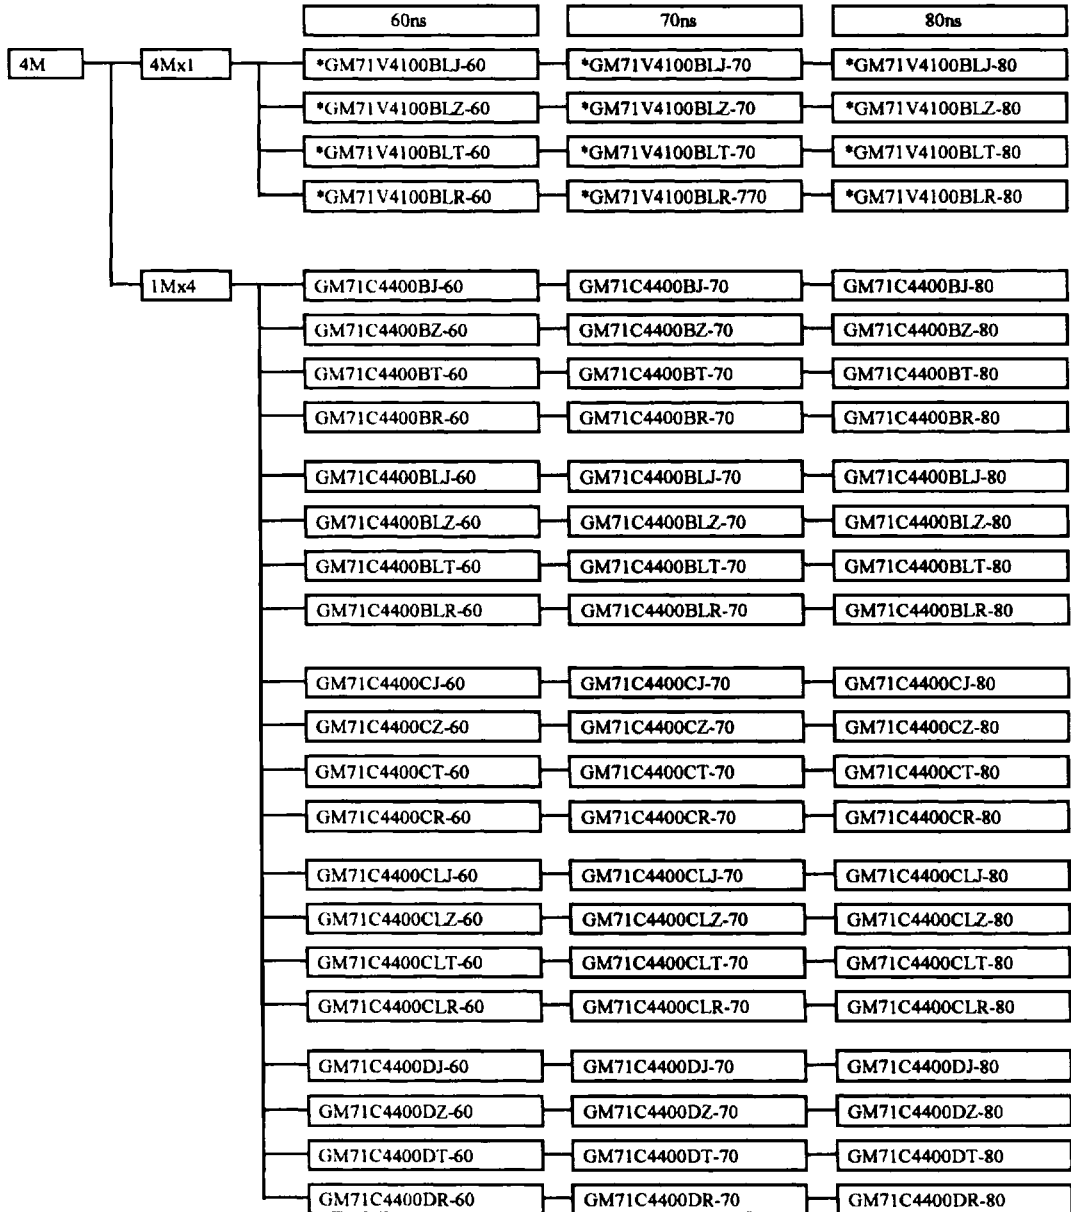 60ns 70ns 80ns
4M 4Mx1 *GM71V4100BLJ-60 *GM71V4100BLJ-70 *GM71V4100BLJ-80
*GM71V4100BLZ-60 *GM71V4100BLZ-70 *GM71V4100BLZ-80
*GM71V4100BLT-60 *GM71V4100BLT-70 *GM71V4100BLT-80
*GM71V4100BLR-60 *GM71V4100BLR-770 *GM71V4100BLR-80
1Mx4 GM71C4400BJ-60 GM71C4400BJ-70 GM71C4400BJ-80
GM71C4400BZ-60 GM71C4400BZ-70 GM71C4400BZ-80
GM71C4400BT-60 GM71C4400BT-70 GM71C4400BT-80
GM71C4400BR-60 GM71C4400BR-70 GM71C4400BR-80
GM71C4400BLJ-60 GM71C4400BLJ-70 GM71C4400BLJ-80
GM71C4400BLZ-60 GM71C4400BLZ-70 GM71C4400BLZ-80
GM71C4400BLT-60 GM71C4400BLT-70 GM71C4400BLT-80
GM71C4400BLR-60 GM71C4400BLR-70 GM71C4400BLR-80
GM71C4400CJ-60 GM71C4400CJ-70 GM71C4400CJ-80
GM71C4400CZ-60 GM71C4400CZ-70 GM71C4400CZ-80
GM71C4400CT-60 GM71C4400CT-70 GM71C4400CT-80
GM71C4400CR-60 GM71C4400CR-70 GM71C4400CR-80
GM71C4400CLJ-60 GM71C4400CLJ-70 GM71C4400CLJ-80
GM71C4400CLZ-60 GM71C4400CLZ-70 GM71C4400CLZ-80
GM71C4400CLT-60 GM71C4400CLT-70 GM71C4400CLT-80
GM71C4400CLR-60 GM71C4400CLR-70 GM71C4400CLR-80
GM71C4400DJ-60 GM71C4400DJ-70 GM71C4400DJ-80
GM71C4400DZ-60 GM71C4400DZ-70 GM71C4400DZ-80
GM71C4400DT-60 GM71C4400DT-70 GM71C4400DT-80
GM71C4400DR-60 GM71C4400DR-70 GM71C4400DR-80